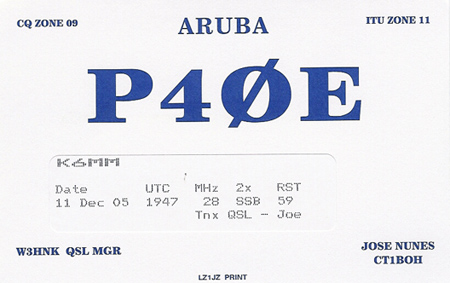 CQ ZONE 09 ARUBA ITU ZONE 11
P4ØE
K6MM
Date UTC MHz 2x RST
11 Dec 05 1947 28 SSB 59
Tnx QSL - Joe
W3HNK QSL MGR JOSE NUNES
CT1BOH
LZ1JZ PRINT